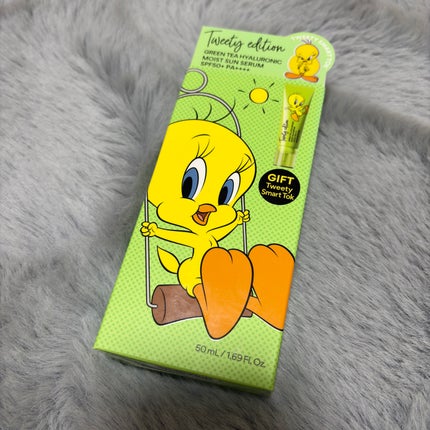 Tweety edition
GREEN TEA HYALURONIC
MOIST SUN SERUM
SPF50+ PA++++
GIFT
Tweety
Smart Tok
50 mL / 1.69 Fl. Oz.